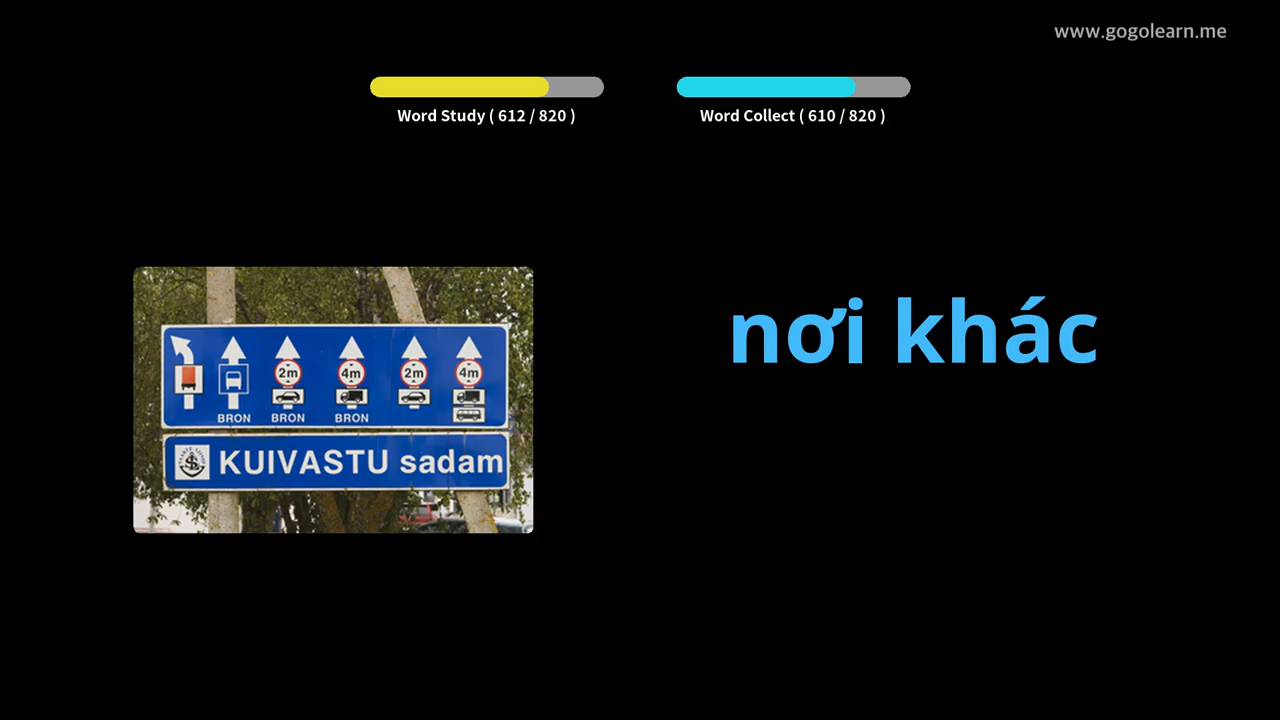 www.gogolearn.me
Word Study ( 612 / 820 )
Word Collect ( 610 / 820 )
nơi khác
2m 4m 2m 4m
BRON BRON BRON
KUIVASTU sadam